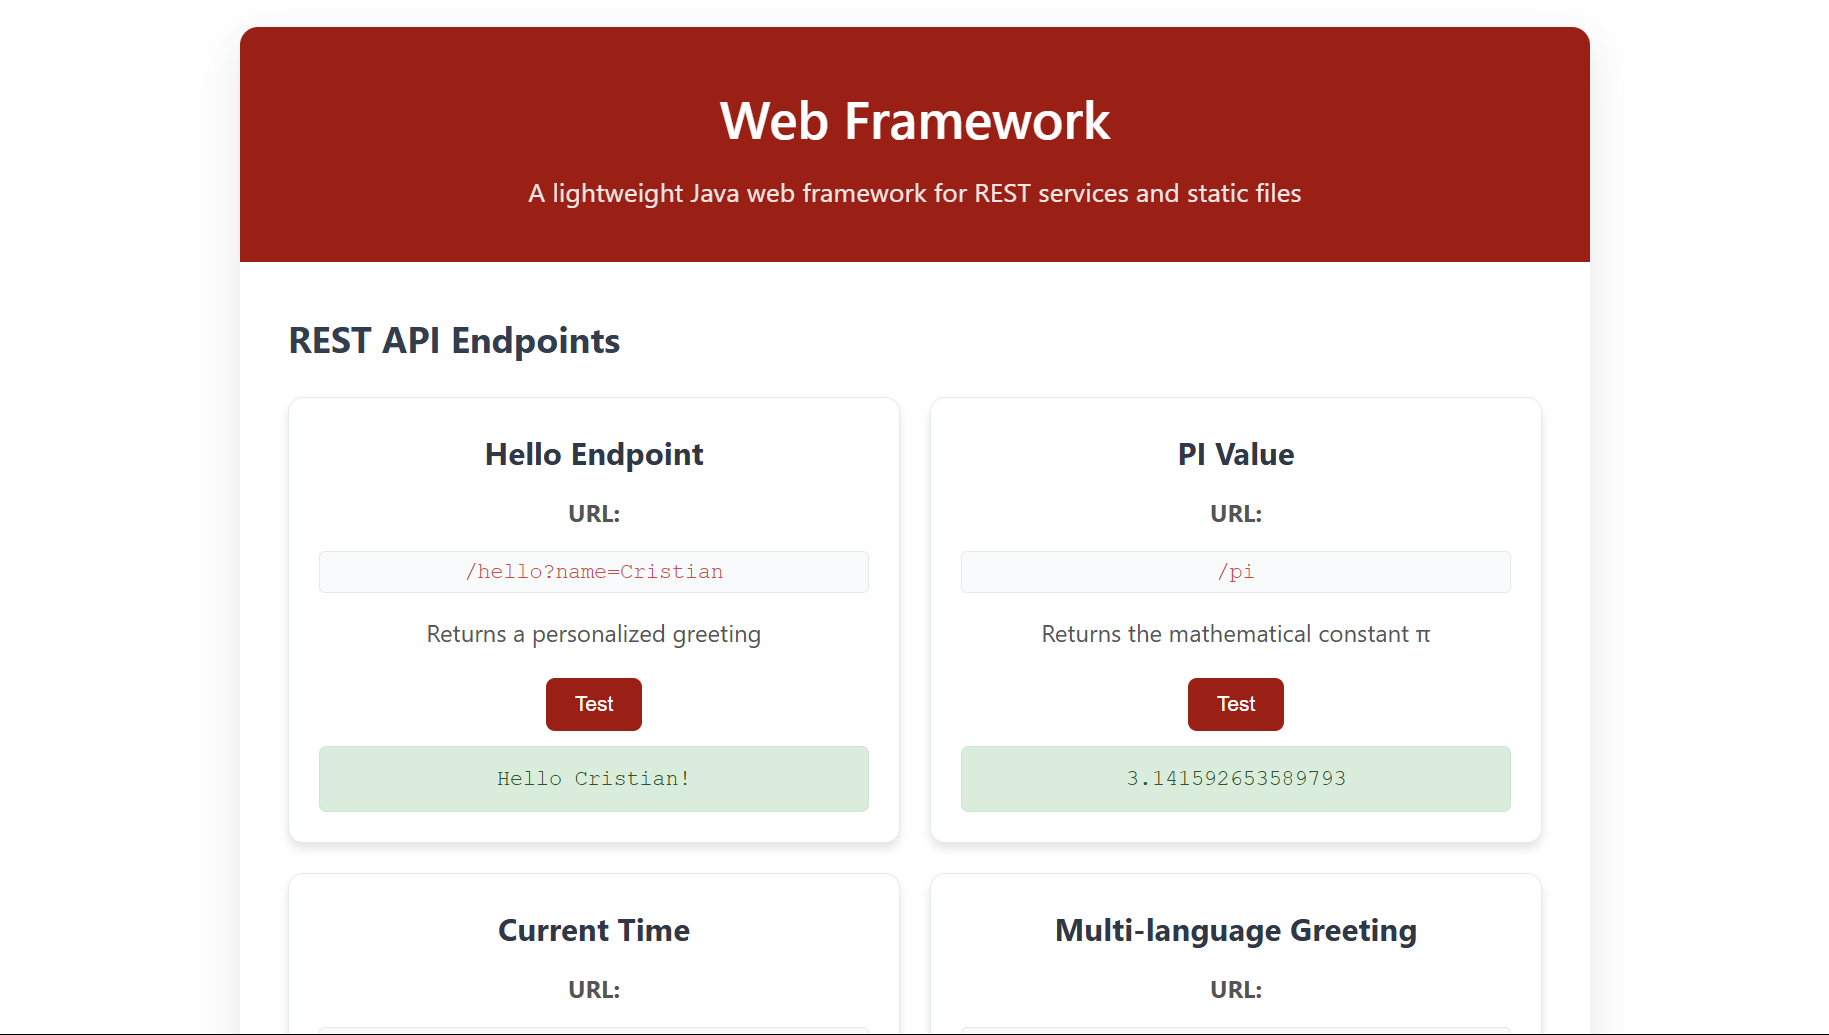 Web Framework
A lightweight Java web framework for REST services and static files
REST API Endpoints
Hello Endpoint
URL:
/hello?name=Cristian
Returns a personalized greeting
Test
Hello Cristian!
PI Value
URL:
/pi
Returns the mathematical constant π
Test
3.141592653589793
Current Time
URL:
Multi-language Greeting
URL: